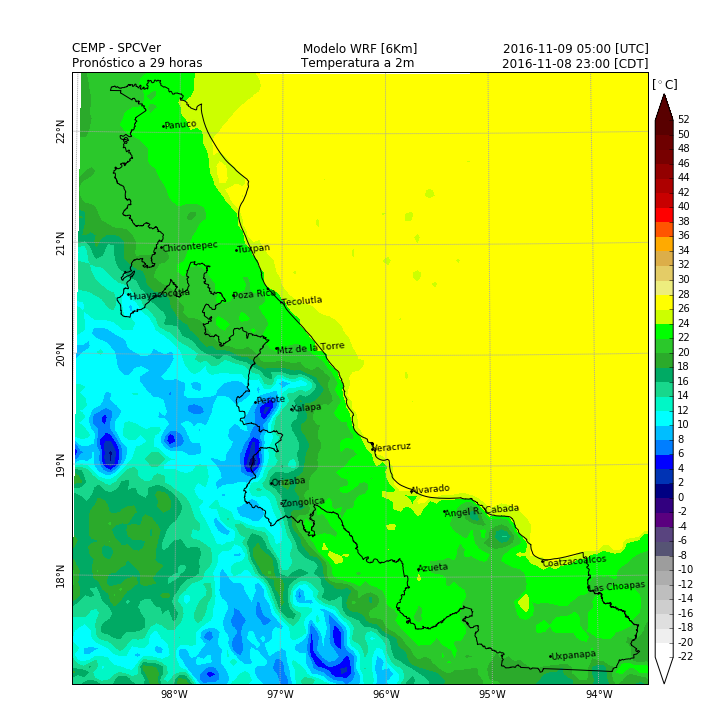 CEMP - SPCVer Modelo WRF [6Km] 2016-11-09 05:00 [UTC]
Pronóstico a 29 horas Temperatura a 2m 2016-11-08 23:00 [CDT]
[°C]
52
50
48
46
44
42
40
38
36
34
32
30
28
26
24
22
20
18
16
14
12
10
8
6
4
2
0
-2
-4
-6
-8
-10
-12
-14
-16
-18
-20
-22
22°N
21°N
20°N
19°N
18°N
Panuco
Chicontepec
Tuxpan
Huayacocotla
Poza Rica
Tecolutla
Mtz de la Torre
Perote
Xalapa
Veracruz
Orizaba
Alvarado
Zongolica
Angel R. Cabada
Azueta
Coatzacoalcos
Las Choapas
Uxpanapa
98°W 97°W 96°W 95°W 94°W